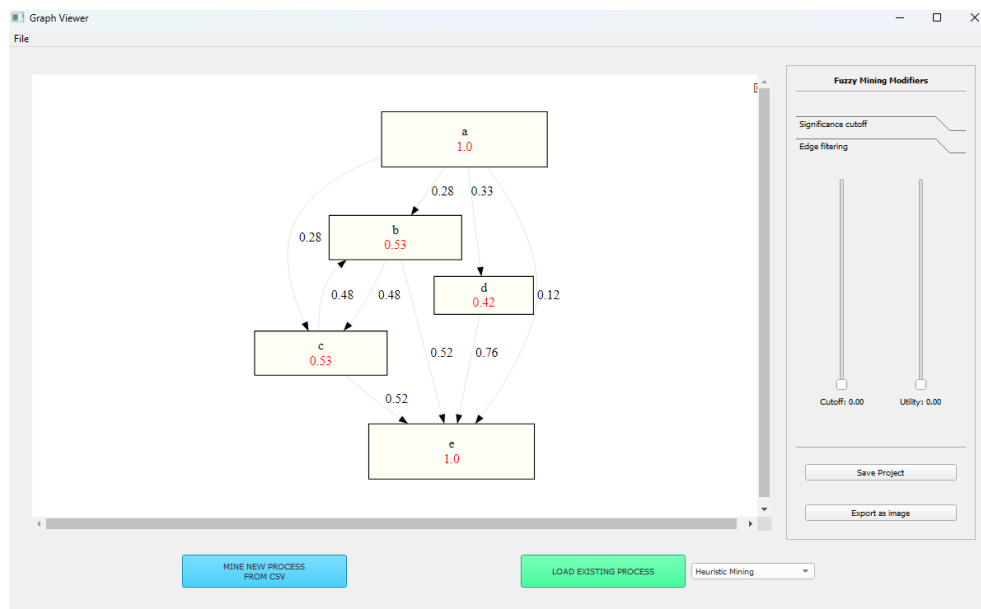 Graph Viewer
File
a
1.0
0.28
0.33
b
0.53
0.28
d
0.42
0.48
0.48
0.12
c
0.53
0.52
0.76
0.52
e
1.0
Fuzzy Mining Modifiers
Significance cutoff
Edge filtering
Cutoff: 0.00
Utility: 0.00
Save Project
Export as image
MINE NEW PROCESS
FROM CSV
LOAD EXISTING PROCESS
Heuristic Mining